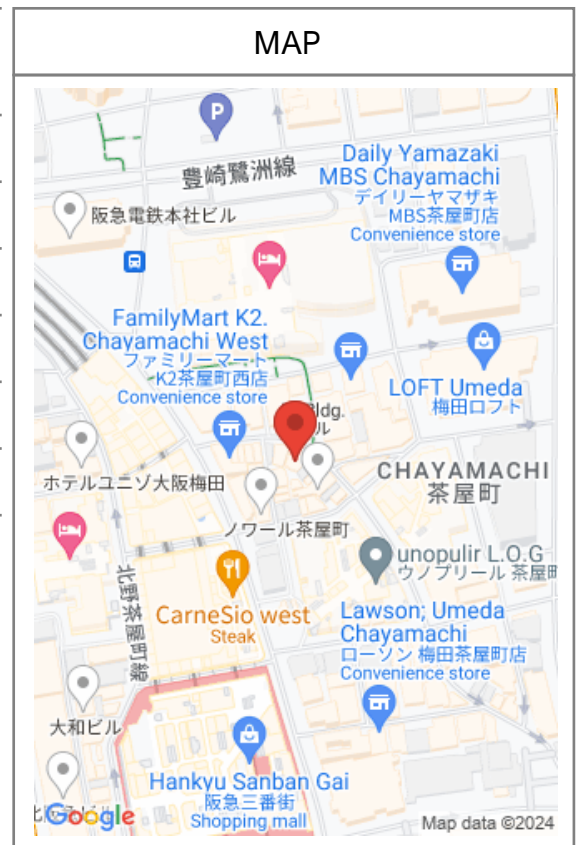 MAP
P
豊崎鷺洲線
Daily Yamazaki
MBS Chayamachi
デイリーヤマザキ
MBS茶屋町店
Convenience store
阪急電鉄本社ビル
FamilyMart K2.
Chayamachi West
ファミリーマート
K2茶屋町西店
Convenience store
LOFT Umeda
梅田ロフト
Bldg.
ル
CHAYAMACHI
茶屋町
ホテルユニゾ大阪梅田
ノワール茶屋町
unopulir L.O.G
ウノプリール 茶屋町
北野茶屋町線
CarneSio west
Steak
Lawson; Umeda
Chayamachi
ローソン 梅田茶屋町店
Convenience store
大和ビル
Hankyu Sanban Gai
阪急三番街
Shopping mall
Google
Map data ©2024